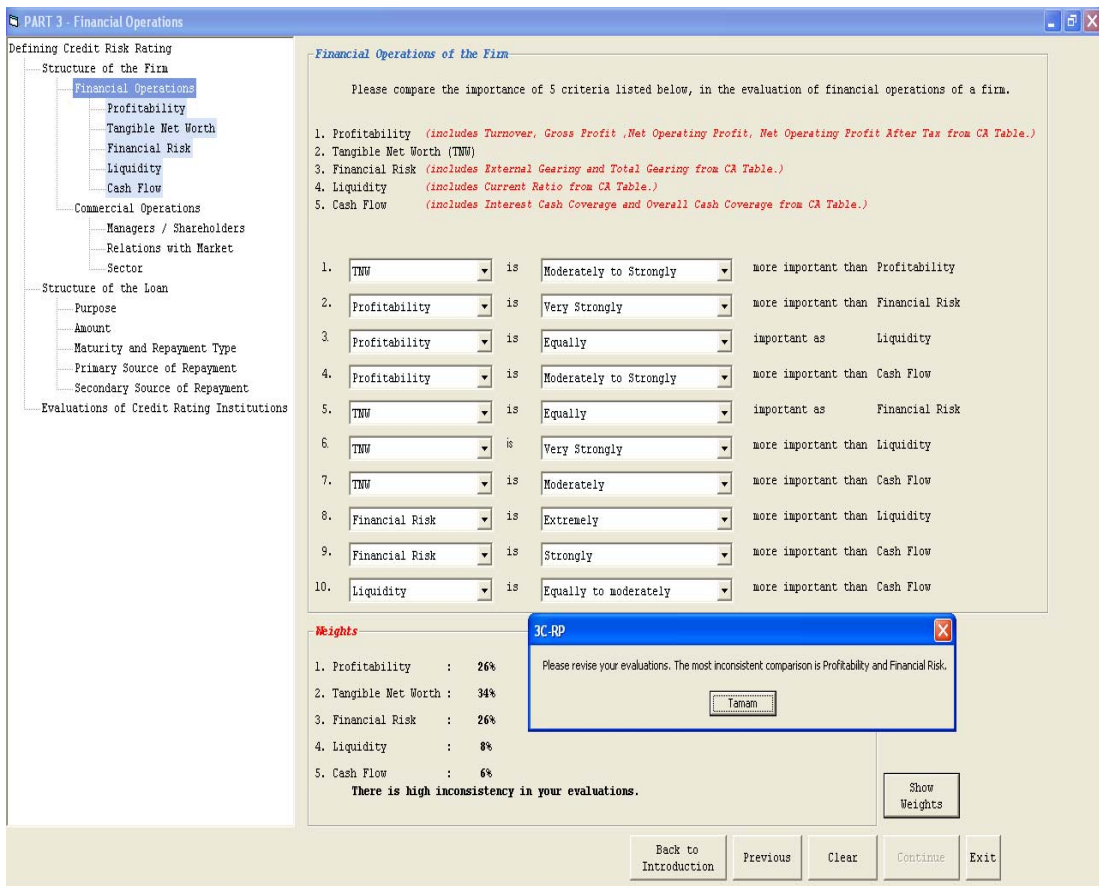 PART 3 - Financial Operations
Defining Credit Risk Rating
Structure of the Firm
Financial Operations
Profitability
Tangible Net Worth
Financial Risk
Liquidity
Cash Flow
Commercial Operations
Managers / Shareholders
Relations with Market
Sector
Structure of the Loan
Purpose
Amount
Maturity and Repayment Type
Primary Source of Repayment
Secondary Source of Repayment
Evaluations of Credit Rating Institutions
Financial Operations of the Firm
Please compare the importance of 5 criteria listed below, in the evaluation of financial operations of a firm.
1. Profitability (includes Turnover, Gross Profit ,Net Operating Profit, Net Operating Profit After Tax from CA Table.)
2. Tangible Net Worth (TNW)
3. Financial Risk (includes External Gearing and Total Gearing from CA Table.)
4. Liquidity (includes Current Ratio from CA Table.)
5. Cash Flow (includes Interest Cash Coverage and Overall Cash Coverage from CA Table.)
1. TNW is Moderately to Strongly more important than Profitability
2. Profitability is Very Strongly more important than Financial Risk
3. Profitability is Equally important as Liquidity
4. Profitability is Moderately to Strongly more important than Cash Flow
5. TNW is Equally important as Financial Risk
6. TNW is Very Strongly more important than Liquidity
7. TNW is Moderately more important than Cash Flow
8. Financial Risk is Extremely more important than Liquidity
9. Financial Risk is Strongly more important than Cash Flow
10. Liquidity is Equally to moderately more important than Cash Flow
Weights
1. Profitability : 26%
2. Tangible Net Worth : 34%
3. Financial Risk : 26%
4. Liquidity : 8%
5. Cash Flow : 6%
There is high inconsistency in your evaluations.
3C-RP
Please revise your evaluations. The most inconsistent comparison is Profitability and Financial Risk.
Tamam
Show
Weights
Back to
Introduction
Previous
Clear
Continue
Exit